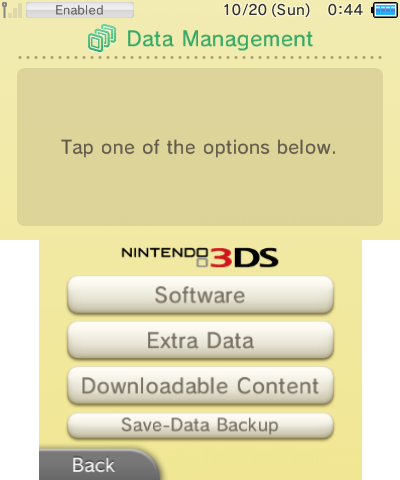 Enabled 10/20 (Sun) 0:44
Data Management
Tap one of the options below.
NINTENDO 3DS
Software
Extra Data
Downloadable Content
Save-Data Backup
Back